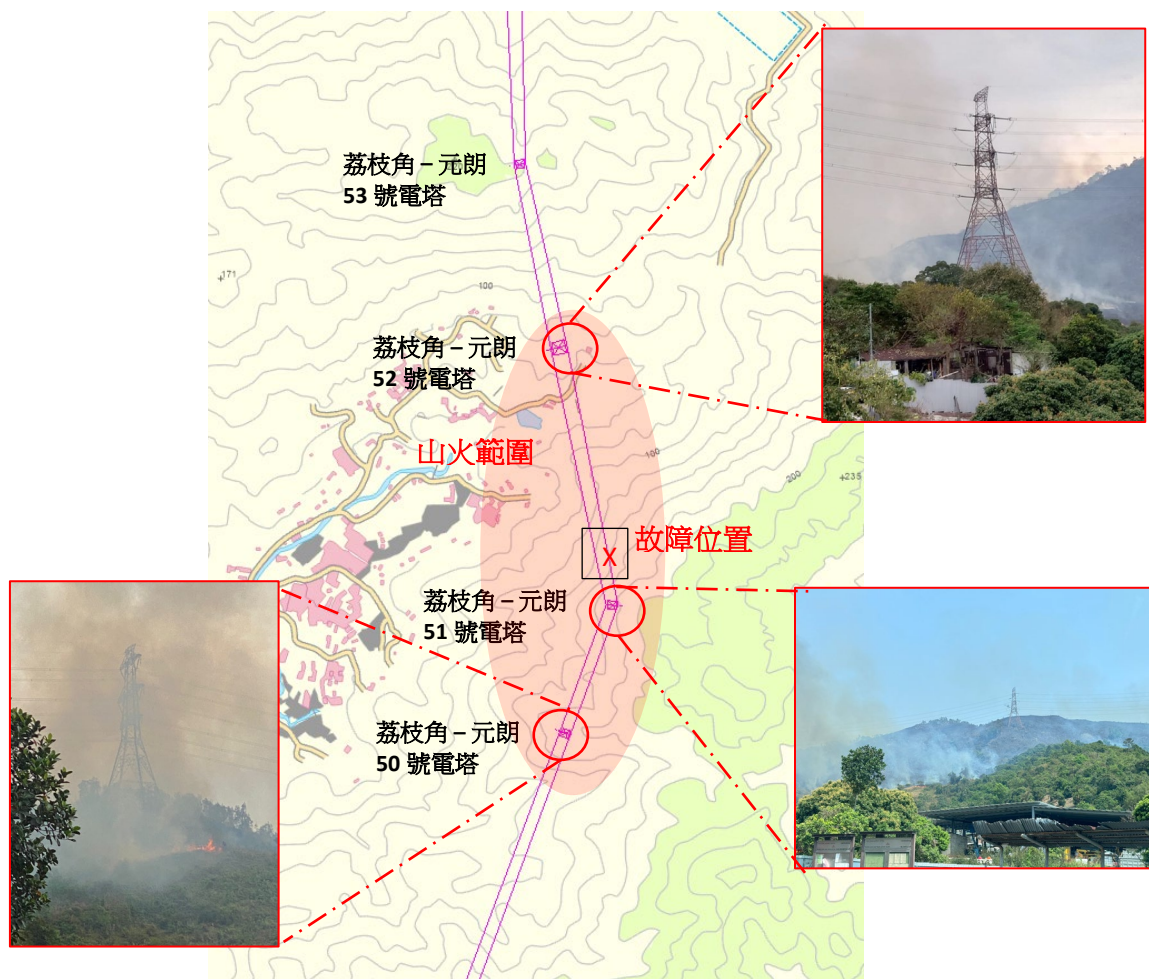 荔枝角 – 元朗
53 號電塔
171
100
荔枝角 – 元朗
52 號電塔
山火範圍
100
200
235
故障位置
X
荔枝角 – 元朗
51 號電塔
荔枝角 – 元朗
50 號電塔